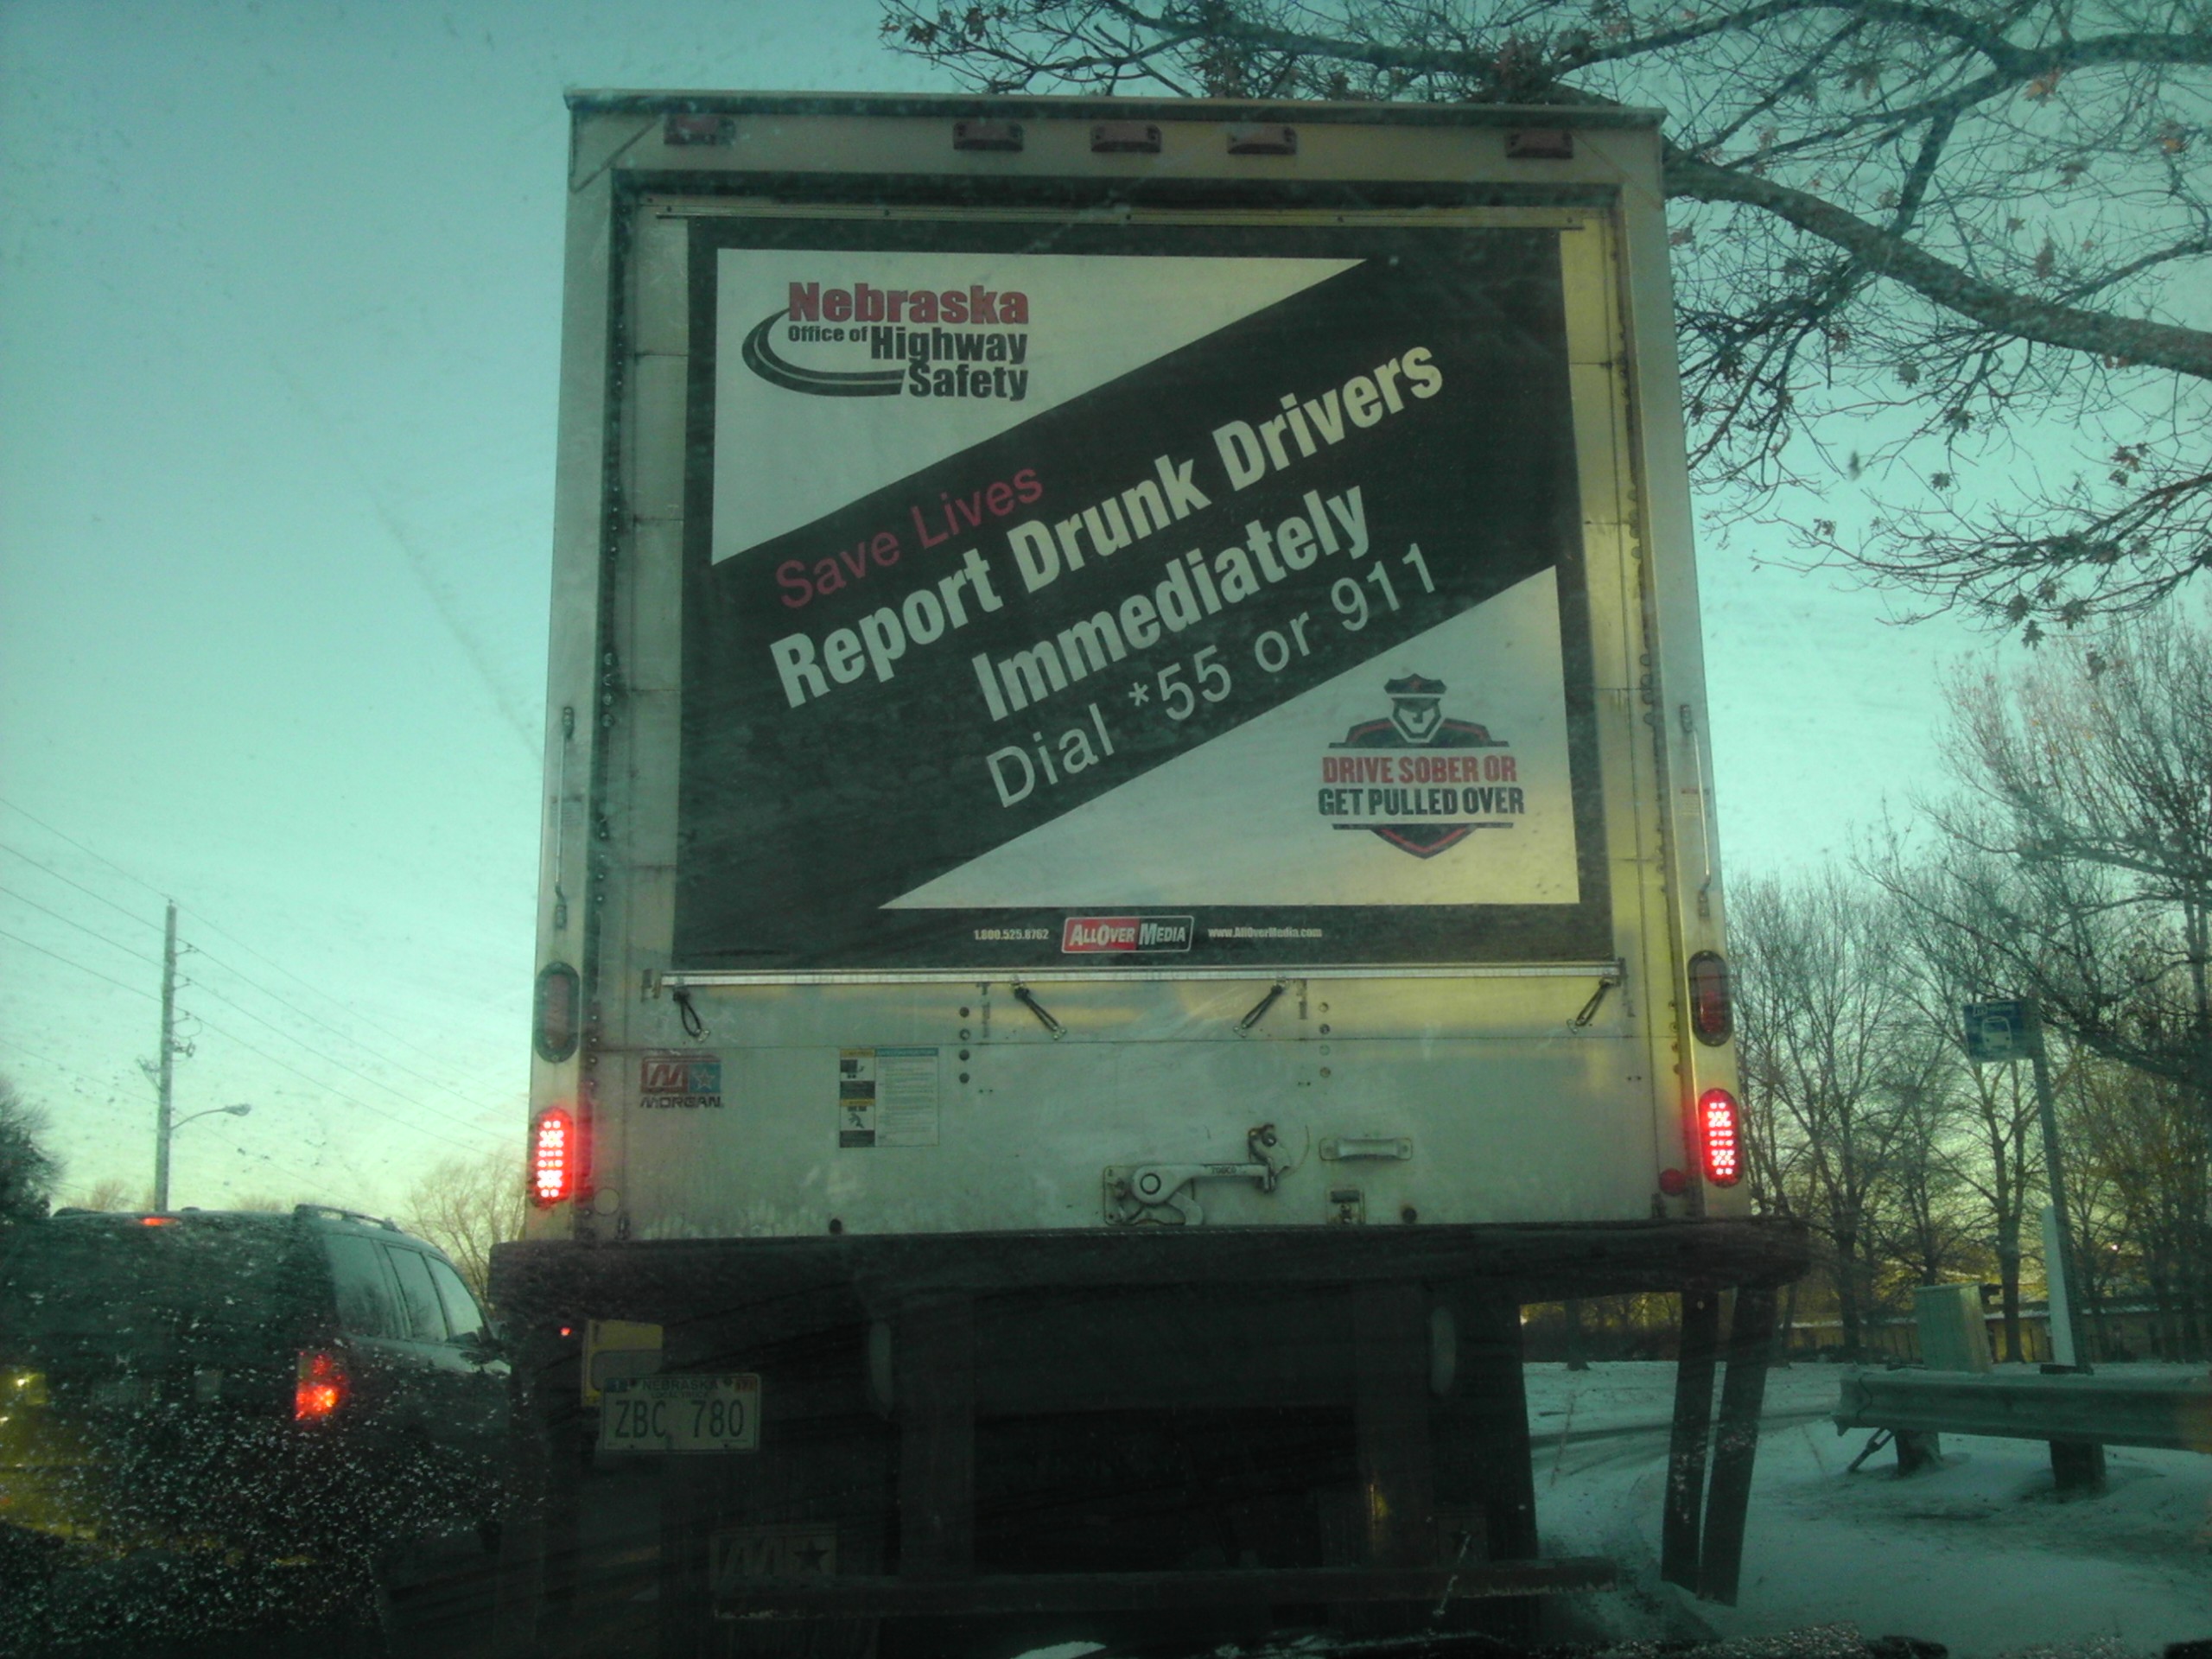 Nebraska
Office of Highway
Safety
Save Lives
Report Drunk Drivers
Immediately
Dial *55 or 911
DRIVE SOBER OR
GET PULLED OVER
1.800.525.8762 ALLOVER MEDIA www.AllOverMedia.com
MORGAN
NEBRASKA
ZBC 780